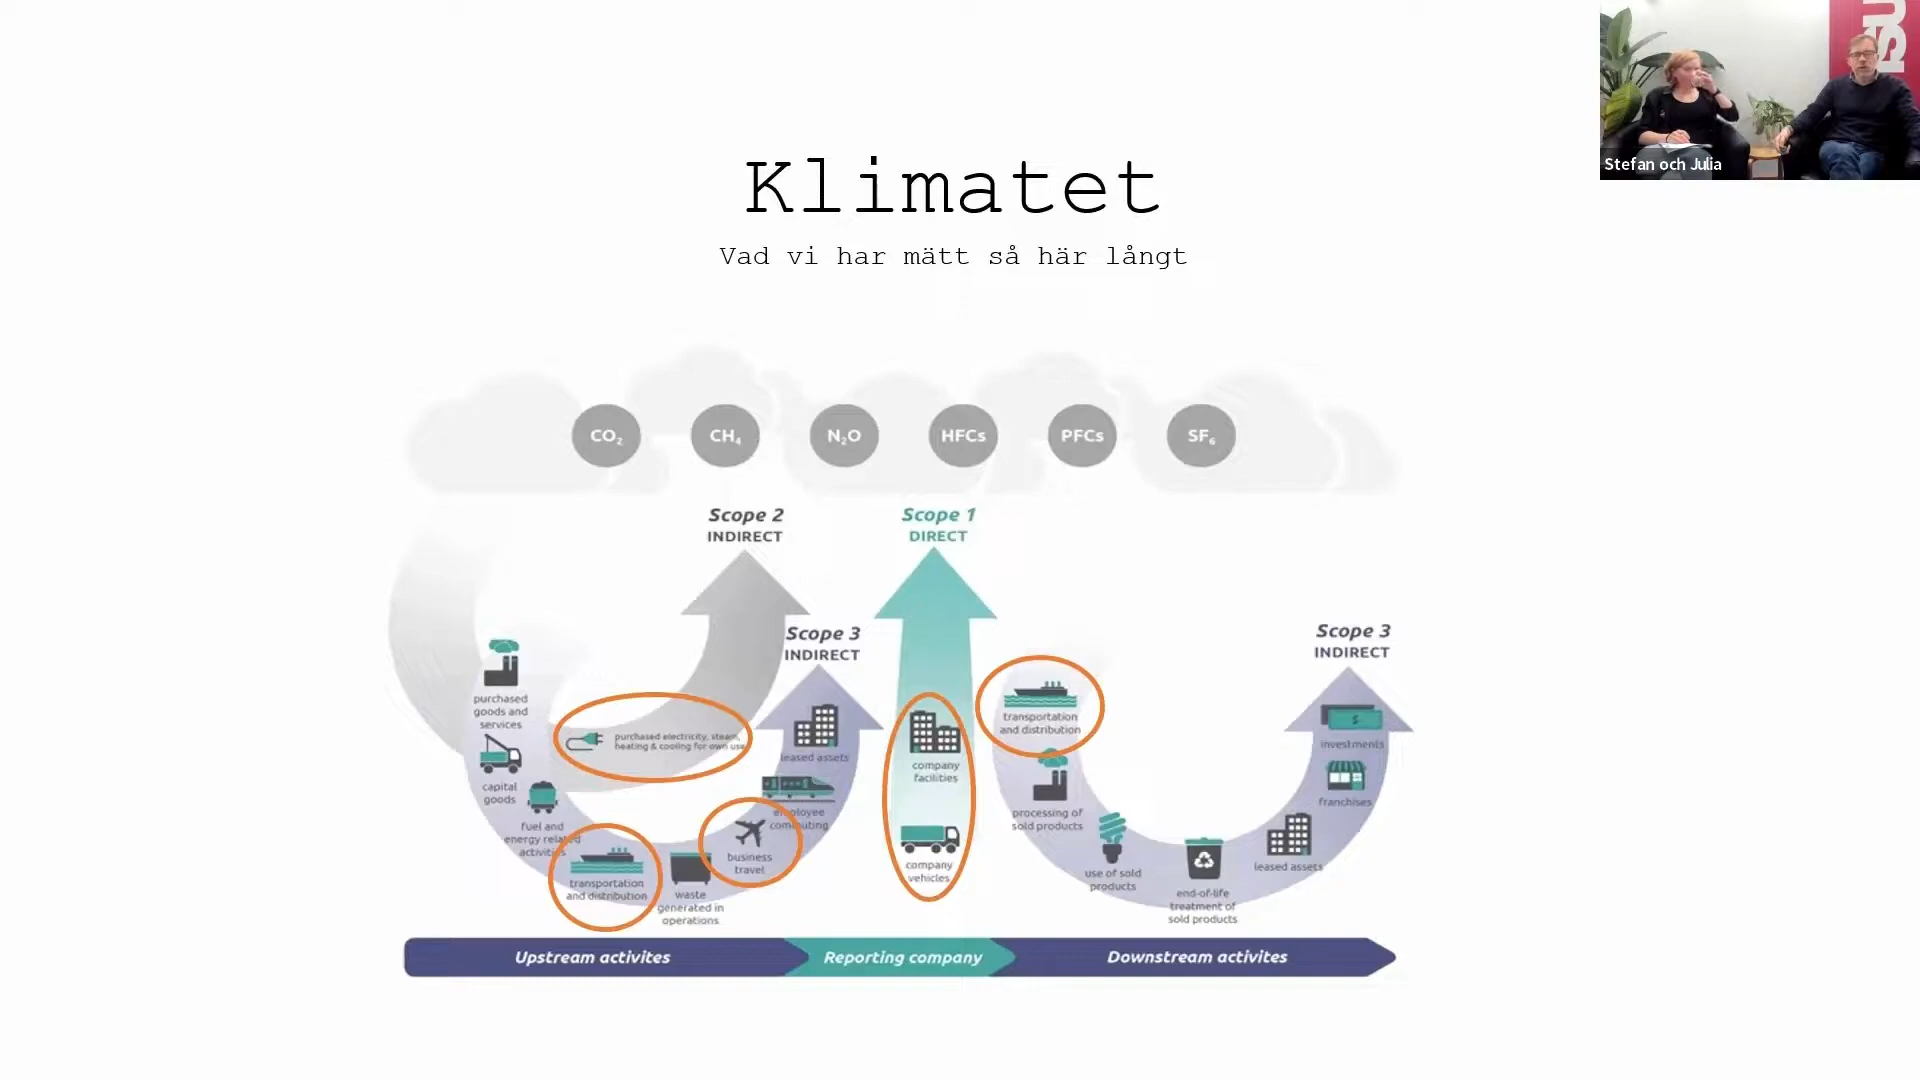 Stefan och Julia
Klimatet
Vad vi har mätt så här långt
CO₂
CH₄
N₂O
HFCs
PFCs
SF₆
Scope 2
INDIRECT
Scope 1
DIRECT
Scope 3
INDIRECT
Scope 3
INDIRECT
purchased
goods and
services
capital
goods
fuel and
energy related
activities
purchased electricity, steam,
heating & cooling for own use
transportation
and distribution
waste
generated in
operations
business
travel
employee
commuting
leased assets
company
facilities
company
vehicles
transportation
and distribution
processing of
sold products
use of sold
products
end-of-life
treatment of
sold products
leased assets
franchises
investments
Upstream activites
Reporting company
Downstream activites